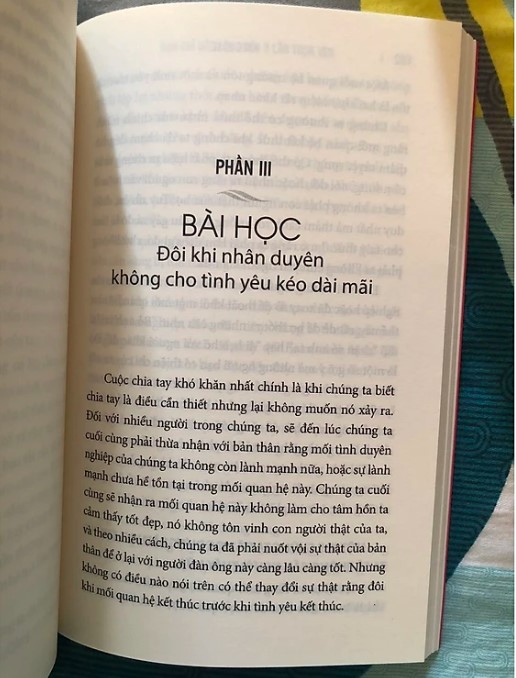 PHẦN III
BÀI HỌC
Đôi khi nhân duyên
không cho tình yêu kéo dài mãi
Cuộc chia tay khó khăn nhất chính là khi chúng ta biết
chia tay là điều cần thiết nhưng lại không muốn nó xảy ra.
Đối với nhiều người trong chúng ta, sẽ đến lúc chúng ta
cuối cùng phải thừa nhận với bản thân rằng mối tình duyên
nghiệp của chúng ta không còn lành mạnh nữa, hoặc sự lành
mạnh chưa hề tồn tại trong mối quan hệ này. Chúng ta cuối
cùng sẽ nhận ra mối quan hệ này không làm cho tâm hồn ta
cảm thấy tốt đẹp, nó không tôn vinh con người thật của ta,
và theo nhiều cách, chúng ta đã phải nuốt vội sự thật của bản
thân để ở lại với người đàn ông này càng lâu càng tốt. Nhưng
không có điều nào nói trên có thể thay đổi sự thật rằng đôi
khi mối quan hệ kết thúc trước khi tình yêu kết thúc.